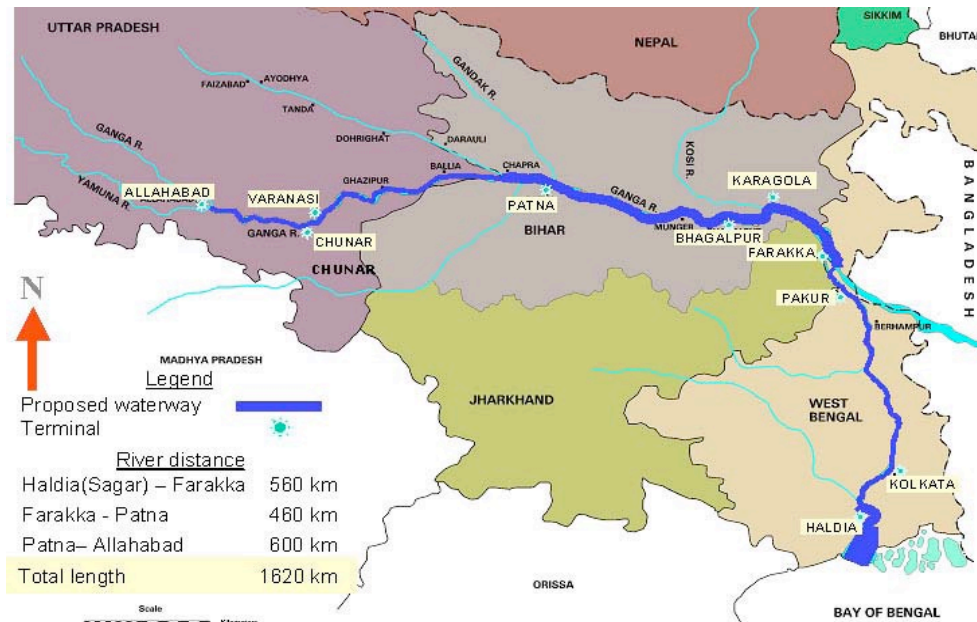 SIKKIM
UTTAR PRADESH
NEPAL
BHUTA
GANDAK R.
AYODHYA
FAIZABAD
TANDA
DOHRIGHAT
DARAULI
GANGA R.
KOSI R.
BALLIA
CHAPRA
GHAZIPUR
YAMUNA R.
ALLAHABAD
VARANASI
KARAGOLA
PATNA
GANGA R.
MUNGER
GANGA R.
CHUNAR
BIHAR
BHAGALPUR
FARAKKA
BANGLADESH
CHUNAR
N
PAKUR
BERHAMPUR
MADHYA PRADESH
Legend
Proposed waterway
Terminal
JHARKHAND
WEST
BENGAL
River distance
Haldia(Sagar) – Farakka 560 km
Farakka - Patna 460 km
Patna– Allahabad 600 km
Total length 1620 km
KOLKATA
HALDIA
ORISSA
Scale
BAY OF BENGAL